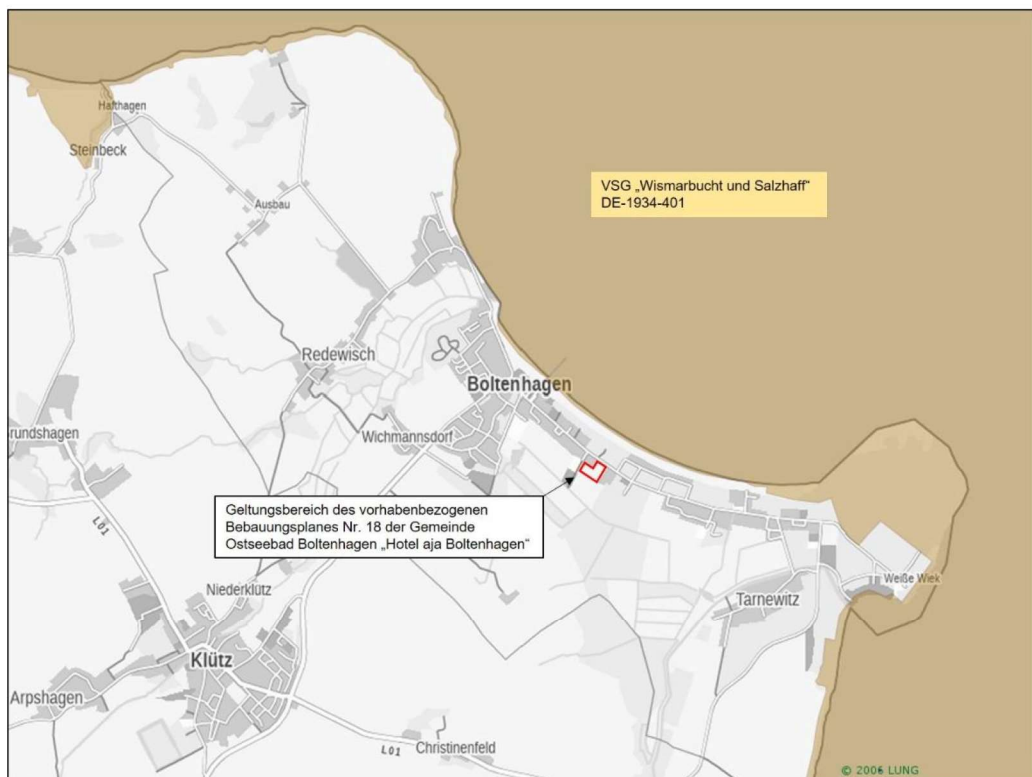 Hafthagen
Steinbeck
Ausbau
VSG „Wismarbucht und Salzhaff“
DE-1934-401
Redewisch
Boltenhagen
Wichmannsdorf
rundshagen
L01
Geltungsbereich des vorhabenbezogenen
Bebauungsplanes Nr. 18 der Gemeinde
Ostseebad Boltenhagen „Hotel aja Boltenhagen“
Weiße Wiek
Niederklütz
Tarnewitz
Klütz
Arpshagen
L01
Christinenfeld
© 2006 LUNG